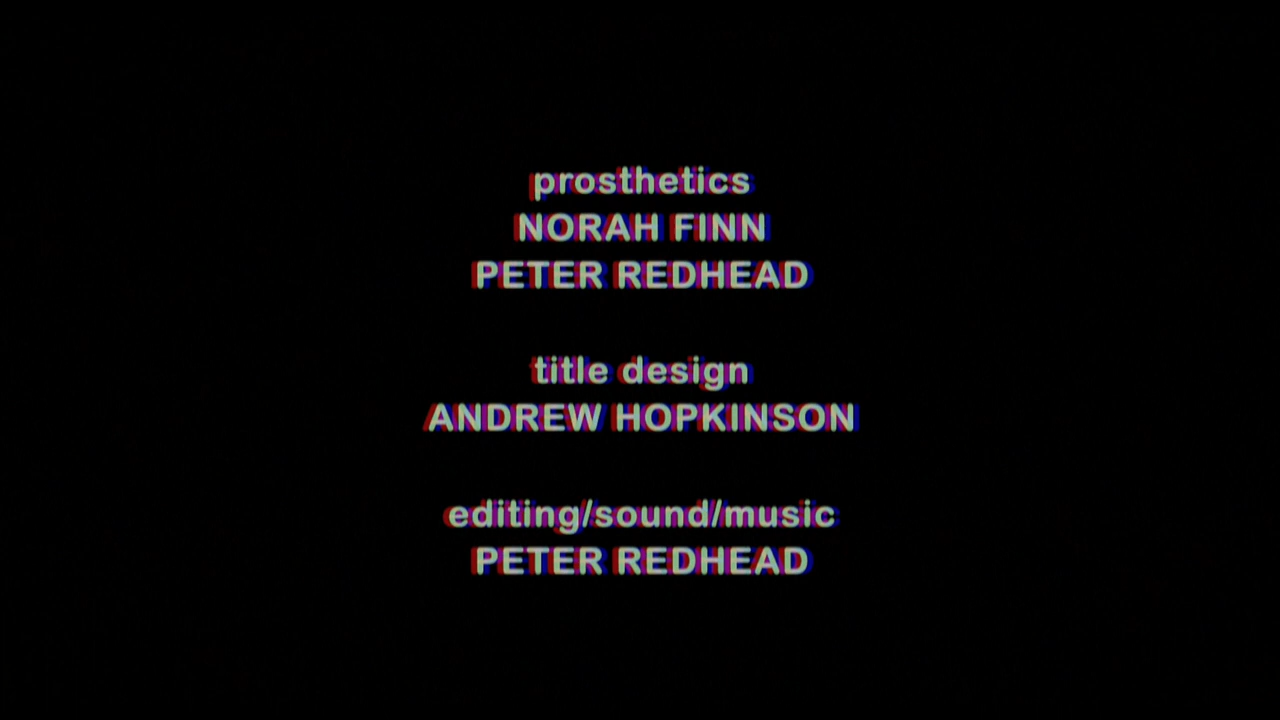 prosthetics
NORAH FINN
PETER REDHEAD
title design
ANDREW HOPKINSON
editing/sound/music
PETER REDHEAD